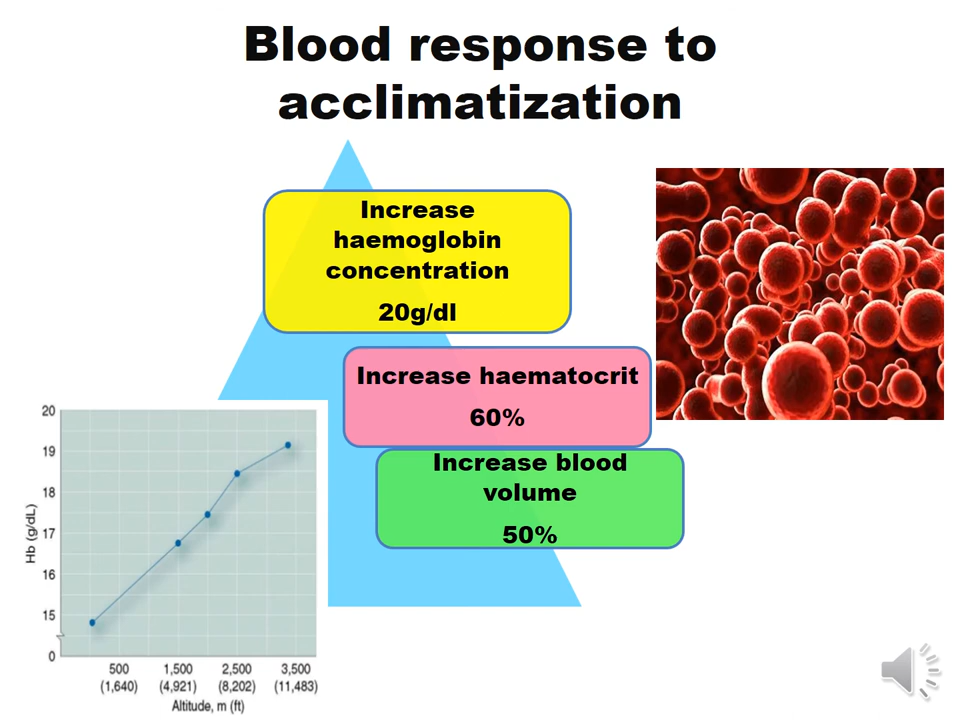 Blood response to
acclimatization
Increase
haemoglobin
concentration
20g/dl
Increase haematocrit
60%
Increase blood
volume
50%
20
19
18
17
16
15
0
Hb (g/dL)
500 1,500 2,500 3,500
(1,640) (4,921) (8,202) (11,483)
Altitude, m (ft)